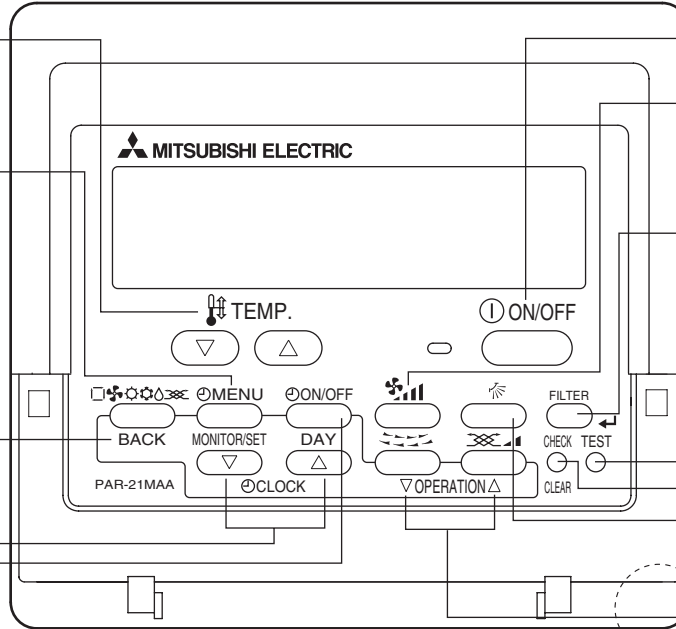 MITSUBISHI ELECTRIC
TEMP.
ON/OFF
MENU
ON/OFF
FILTER
BACK
MONITOR/SET
DAY
CHECK
TEST
PAR-21MAA
CLOCK
OPERATION
CLEAR